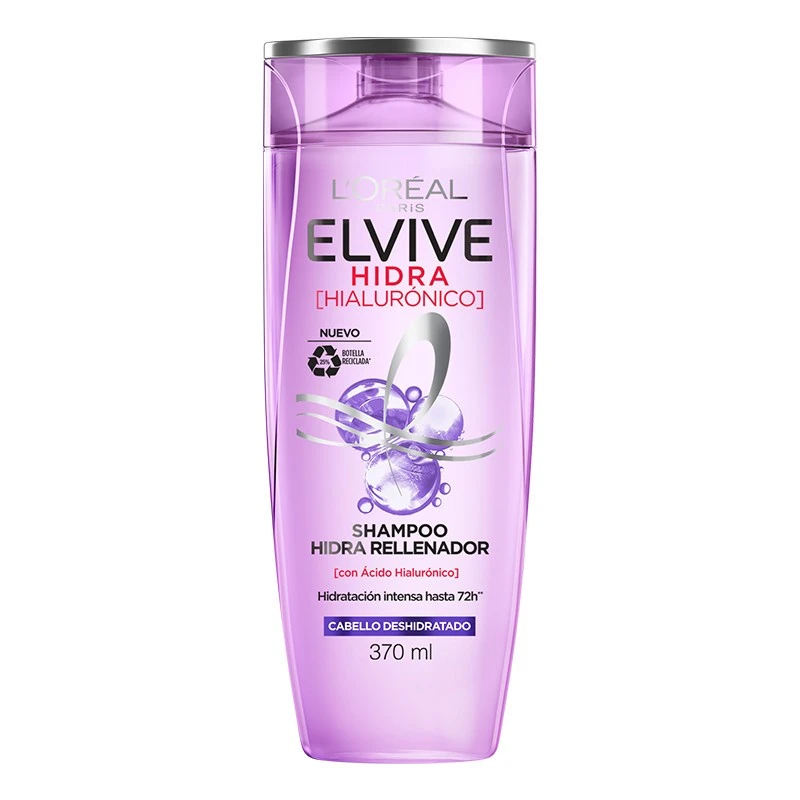 L'ORÉAL
PARIS
ELVIVE
HIDRA
[HIALURÓNICO]
NUEVO
25%
BOTELLA
RECICLADA*
SHAMPOO
HIDRA RELLENADOR
[con Ácido Hialurónico]
Hidratación intensa hasta 72h**
CABELLO DESHIDRATADO
370 ml